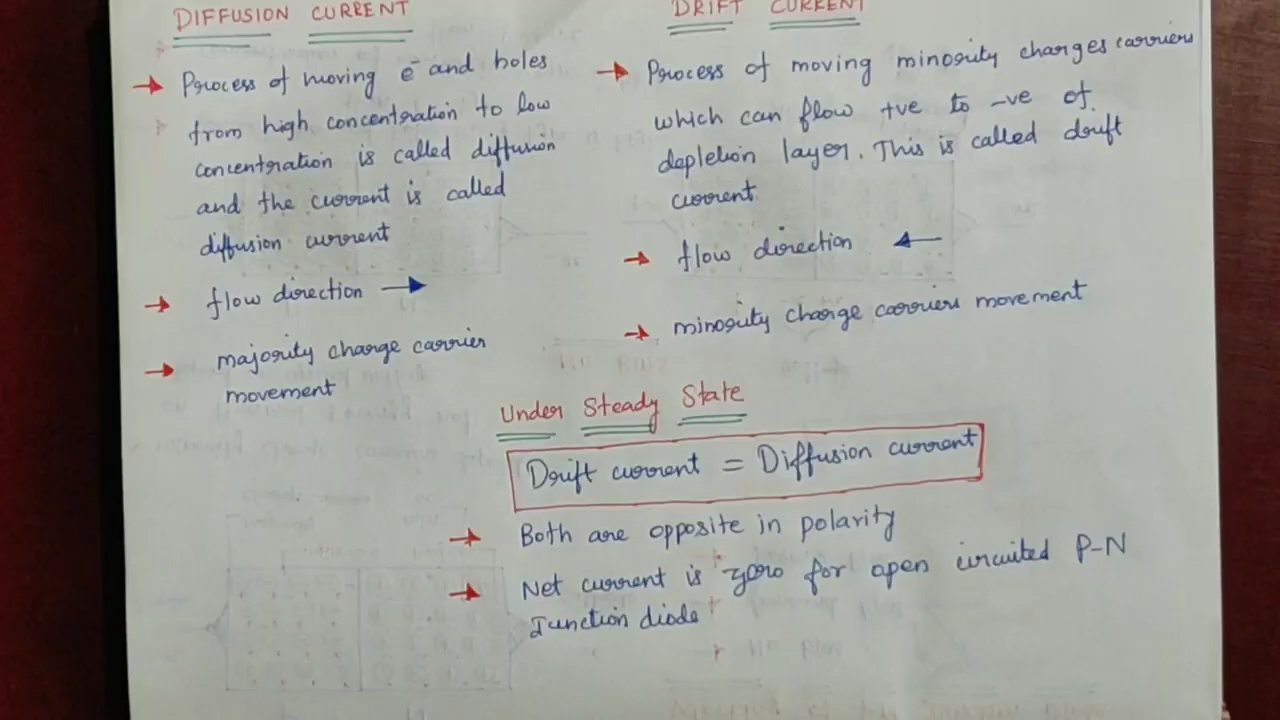 DIFFUSION CURRENT
→ Process of moving e⁻ and holes
from high concentration to low
concentration is called diffusion
and the current is called
diffusion current
→ flow direction →
→ majority charge carrier
movement
DRIFT CURRENT
→ Process of moving minority charges carriers
which can flow +ve to -ve of
depletion layer. This is called drift
current
→ flow direction ←
→ minority charge carriers movement
Under Steady State
Drift current = Diffusion current
→ Both are opposite in polarity
→ Net current is zero for open circuited P-N
Junction diode